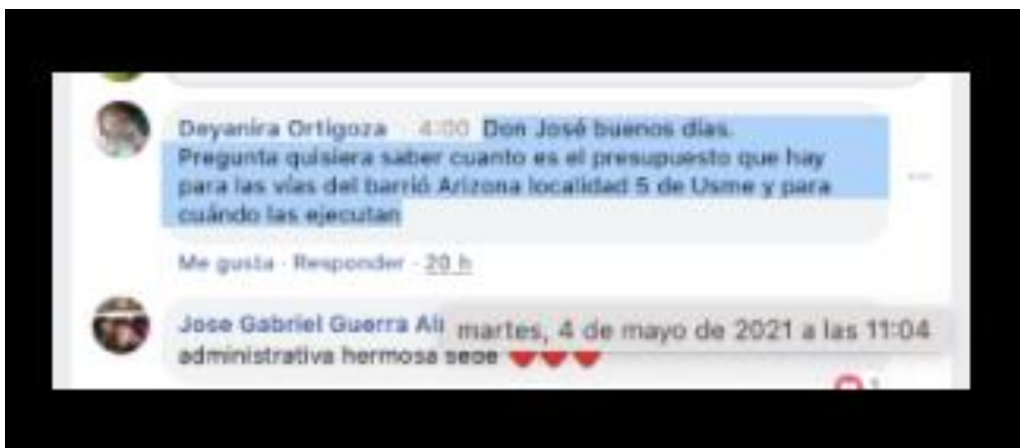 Deyanira Ortigoza · 4:00 Don José buenos días.
Pregunta quisiera saber cuanto es el presupuesto que hay
para las vías del barrió Arizona localidad 5 de Usme y para
cuándo las ejecutan
Me gusta · Responder · 20 h
Jose Gabriel Guerra Ali
martes, 4 de mayo de 2021 a las 11:04
administrativa hermosa sede ❤❤❤